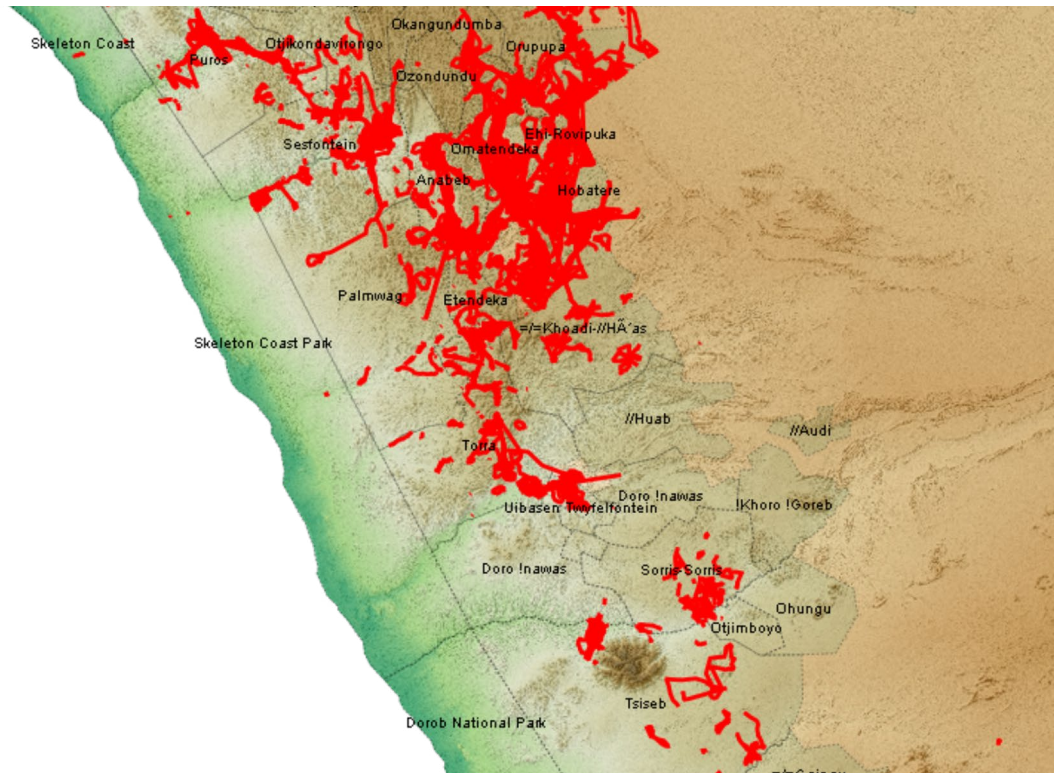 Okangundumba
Skeleton Coast
Otjikondavirongo
Orupupa
Puros
Ozondundu
Ehi-Rovipuka
Sesfontein
Omatendeka
Anabeb
Hobatere
Palmwag
Etendeka
=/=Khoadi-//HÃ´as
Skeleton Coast Park
//Huab
//Audi
Torra
Doro !nawas
!Khoro !Goreb
Uibasen Twyfelfontein
Doro !nawas
Sorris-Sorris
Ohungu
Otjimboyo
Tsiseb
Dorob National Park